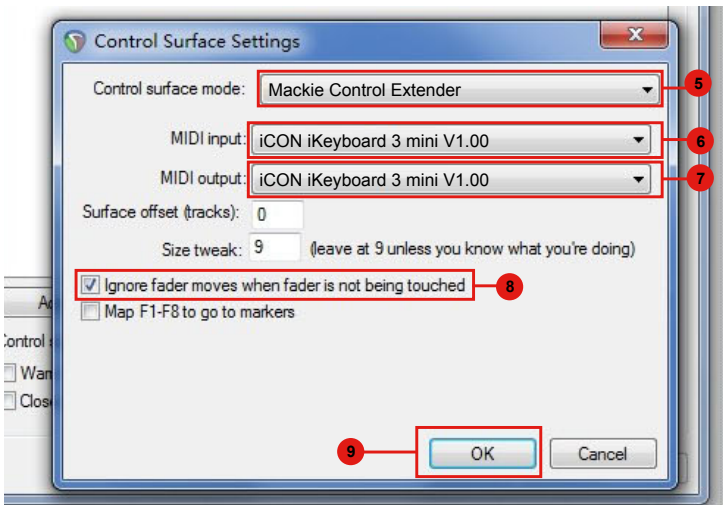 Control Surface Settings
Control surface mode: Mackie Control Extender 5
MIDI input: iCON iKeyboard 3 mini V1.00 6
MIDI output: iCON iKeyboard 3 mini V1.00 7
Surface offset (tracks): 0
Size tweak: 9 (leave at 9 unless you know what you're doing)
Ignore fader moves when fader is not being touched 8
Map F1-F8 to go to markers
9 OK Cancel